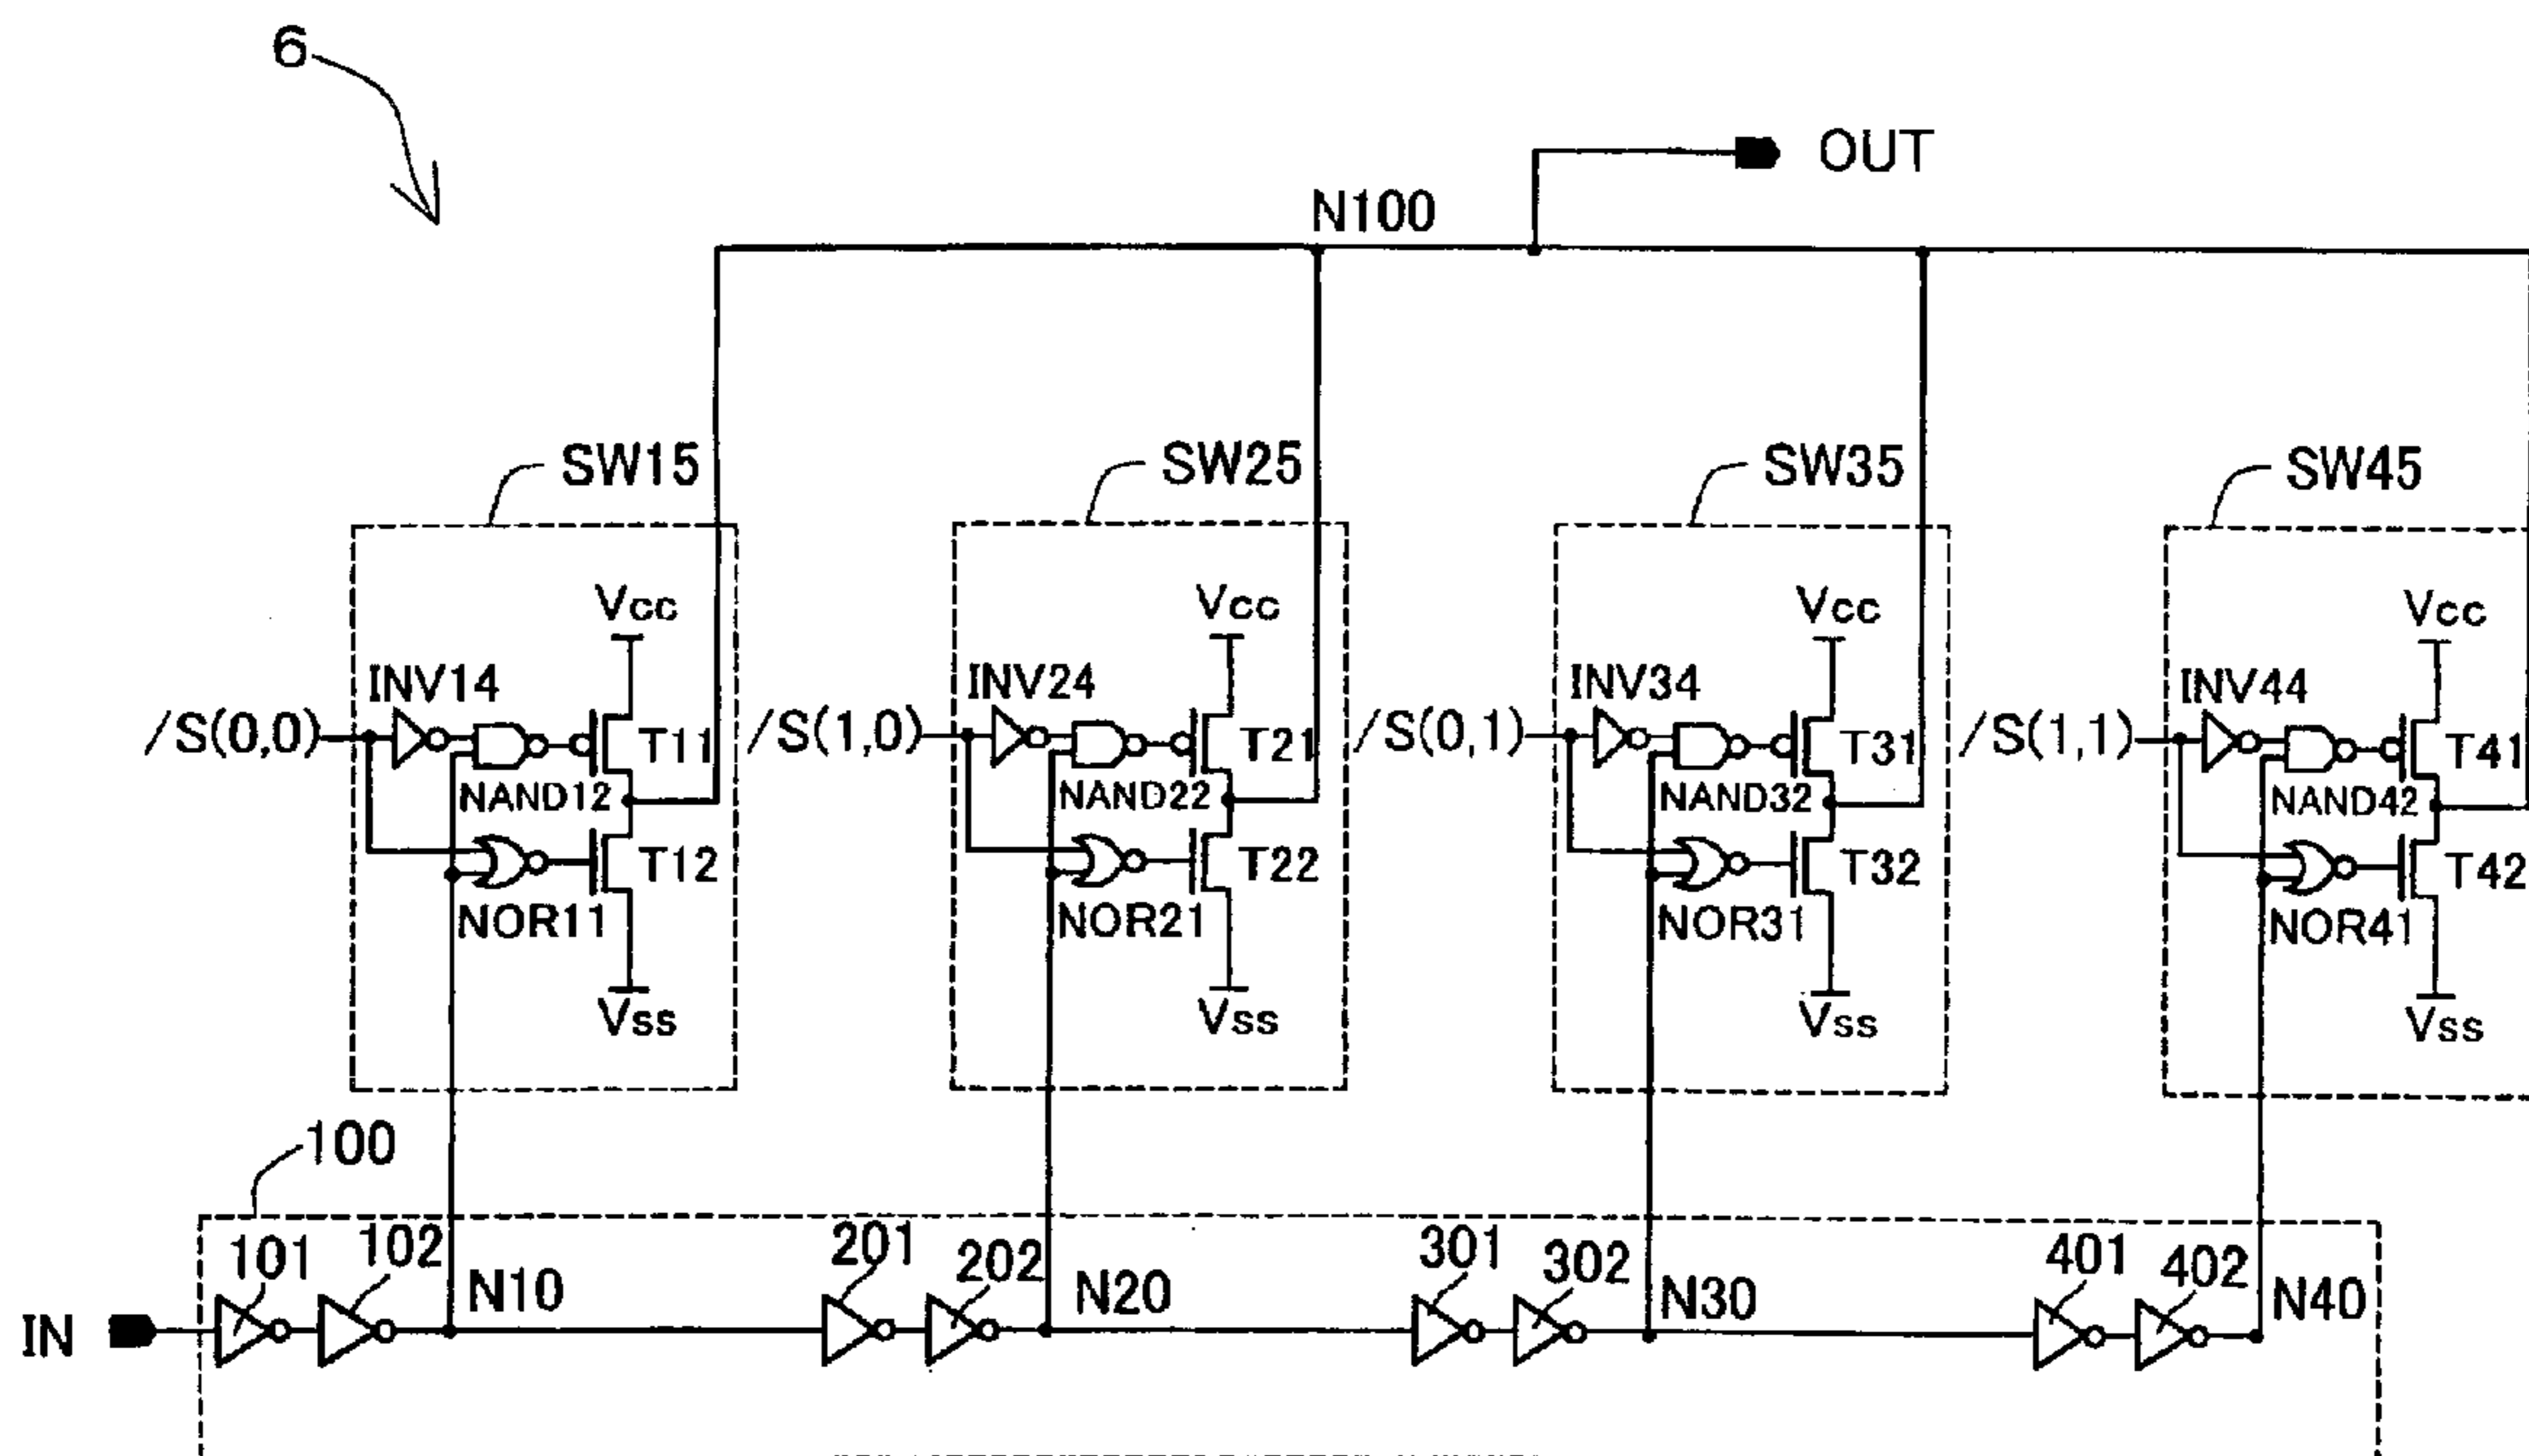 6
OUT
N100
SW15
SW25
SW35
SW45
Vcc
Vcc
Vcc
Vcc
INV14
INV24
INV34
INV44
/S(0,0)
T11
/S(1,0)
T21
/S(0,1)
T31
/S(1,1)
T41
NAND12
NAND22
NAND32
NAND42
T12
T22
T32
T42
NOR11
NOR21
NOR31
NOR41
Vss
Vss
Vss
Vss
100
101
102
N10
201
202
N20
301
302
N30
401
402
N40
IN